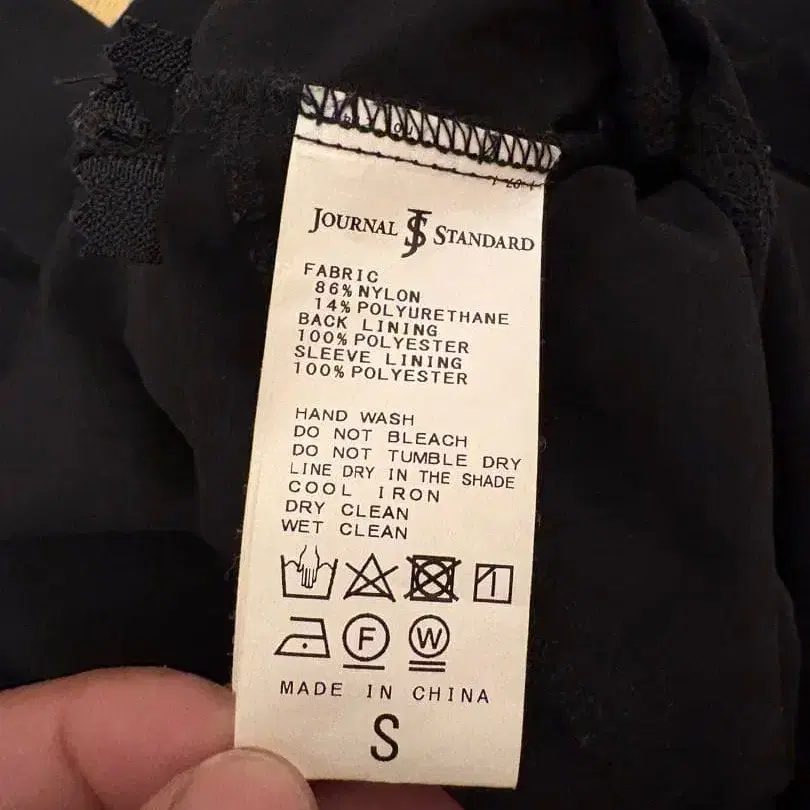 JOURNAL JS STANDARD
FABRIC
86% NYLON
14% POLYURETHANE
BACK LINING
100% POLYESTER
SLEEVE LINING
100% POLYESTER
HAND WASH
DO NOT BLEACH
DO NOT TUMBLE DRY
LINE DRY IN THE SHADE
COOL IRON
DRY CLEAN
WET CLEAN
F W
MADE IN CHINA
S